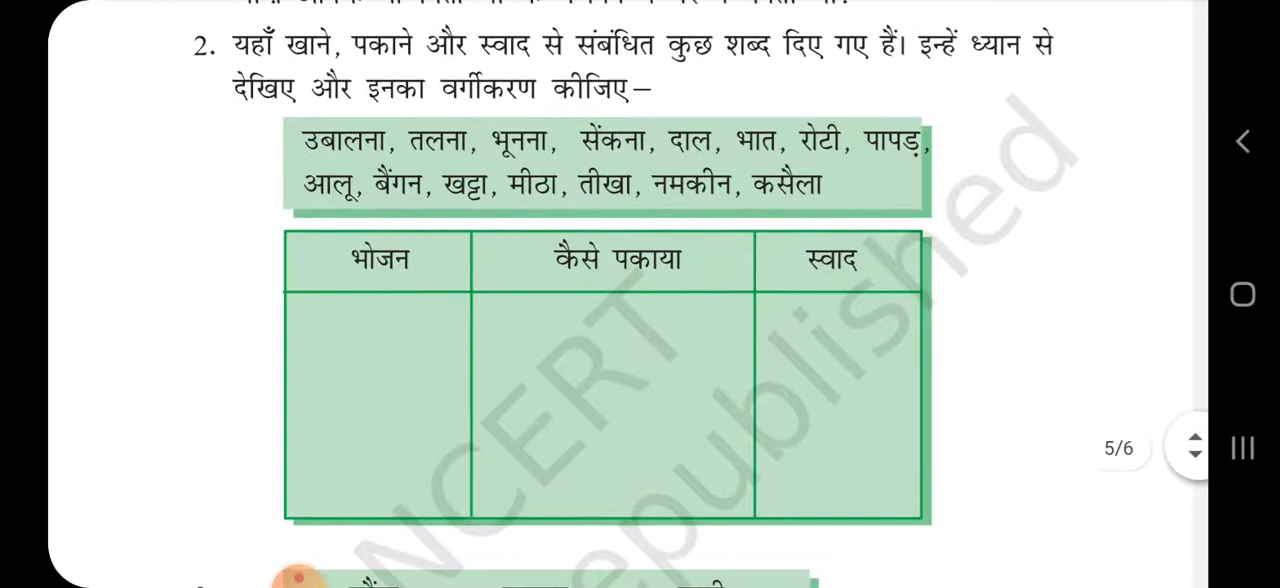 2. यहाँ खाने, पकाने और स्वाद से संबंधित कुछ शब्द दिए गए हैं। इन्हें ध्यान से
देखिए और इनका वर्गीकरण कीजिए –
उबालना, तलना, भूनना, सेंकना, दाल, भात, रोटी, पापड़,
आलू, बैंगन, खट्टा, मीठा, तीखा, नमकीन, कसैला
भोजन कैसे पकाया स्वाद
NCERT
republished
5/6